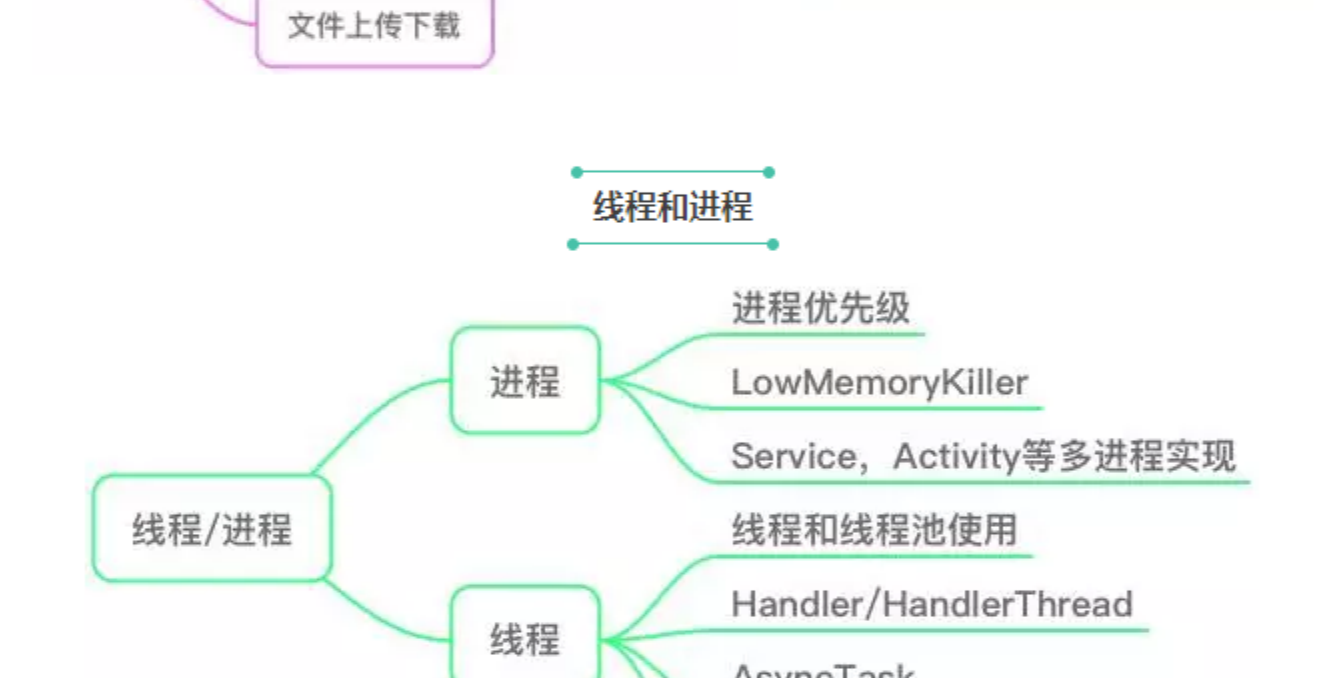 文件上传下载
线程和进程
进程优先级
进程
LowMemoryKiller
Service，Activity等多进程实现
线程/进程
线程和线程池使用
Handler/HandlerThread
线程
AsyncTask